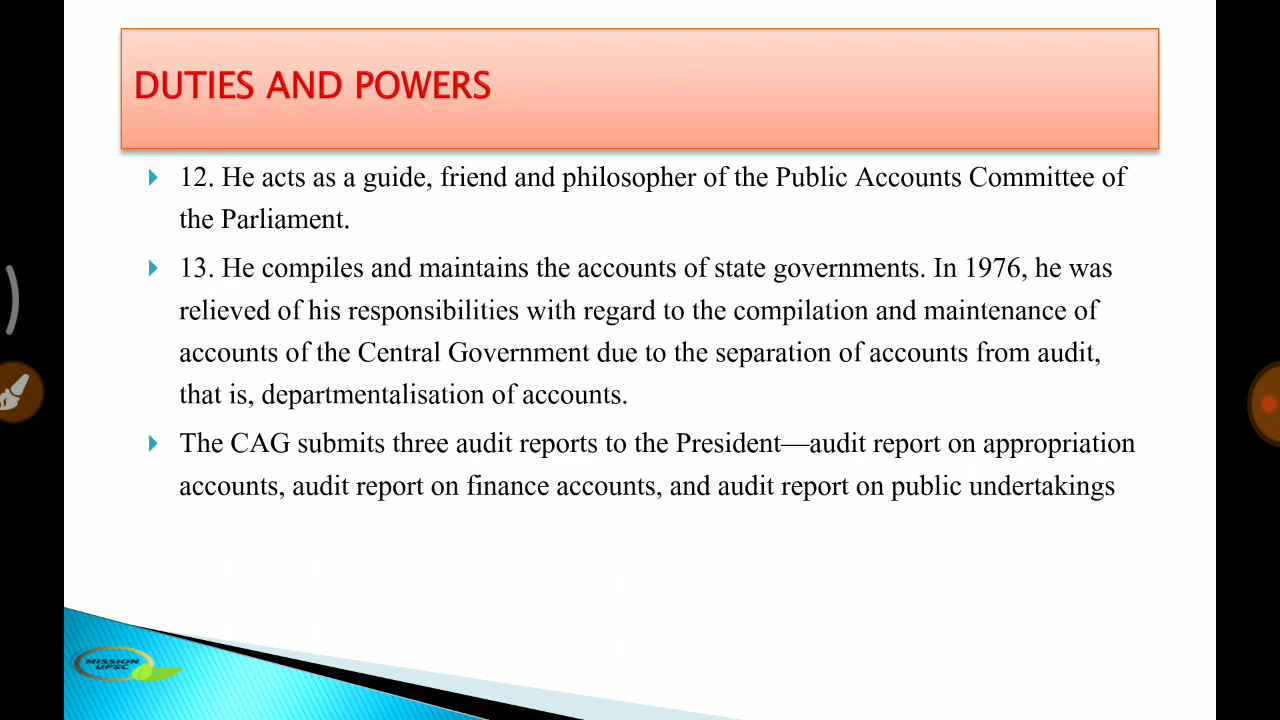 DUTIES AND POWERS
12. He acts as a guide, friend and philosopher of the Public Accounts Committee of
the Parliament.
13. He compiles and maintains the accounts of state governments. In 1976, he was
relieved of his responsibilities with regard to the compilation and maintenance of
accounts of the Central Government due to the separation of accounts from audit,
that is, departmentalisation of accounts.
The CAG submits three audit reports to the President—audit report on appropriation
accounts, audit report on finance accounts, and audit report on public undertakings
MISSION
UPSC